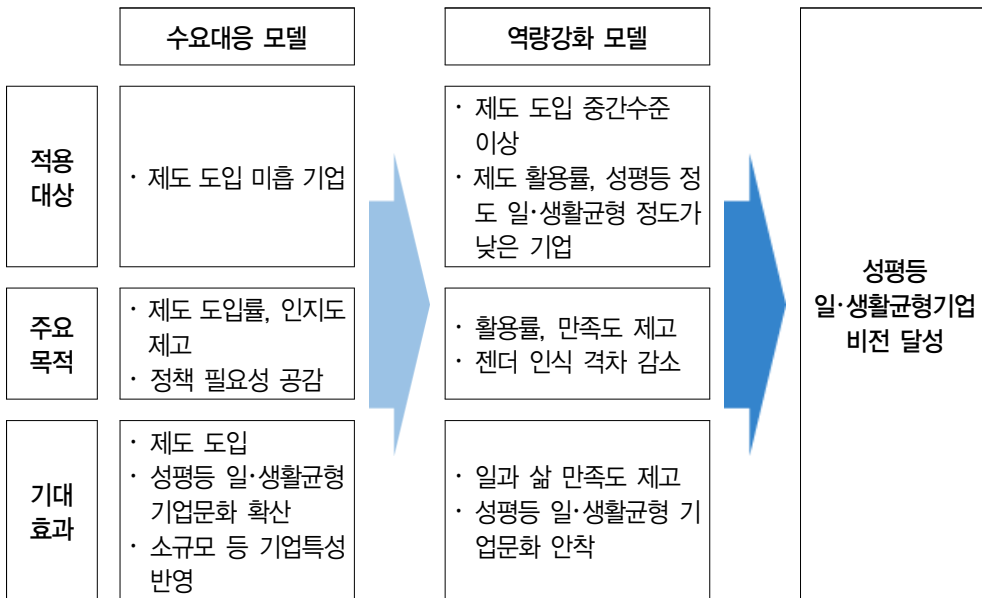 수요대응 모델
역량강화 모델
적용
대상
· 제도 도입 미흡 기업
· 제도 도입 중간수준
이상
· 제도 활용률, 성평등 정
도 일·생활균형 정도가
낮은 기업
주요
목적
· 제도 도입률, 인지도
제고
· 정책 필요성 공감
· 활용률, 만족도 제고
· 젠더 인식 격차 감소
기대
효과
· 제도 도입
· 성평등 일·생활균형
기업문화 확산
· 소규모 등 기업특성
반영
· 일과 삶 만족도 제고
· 성평등 일·생활균형 기
업문화 안착
성평등
일·생활균형기업
비전 달성